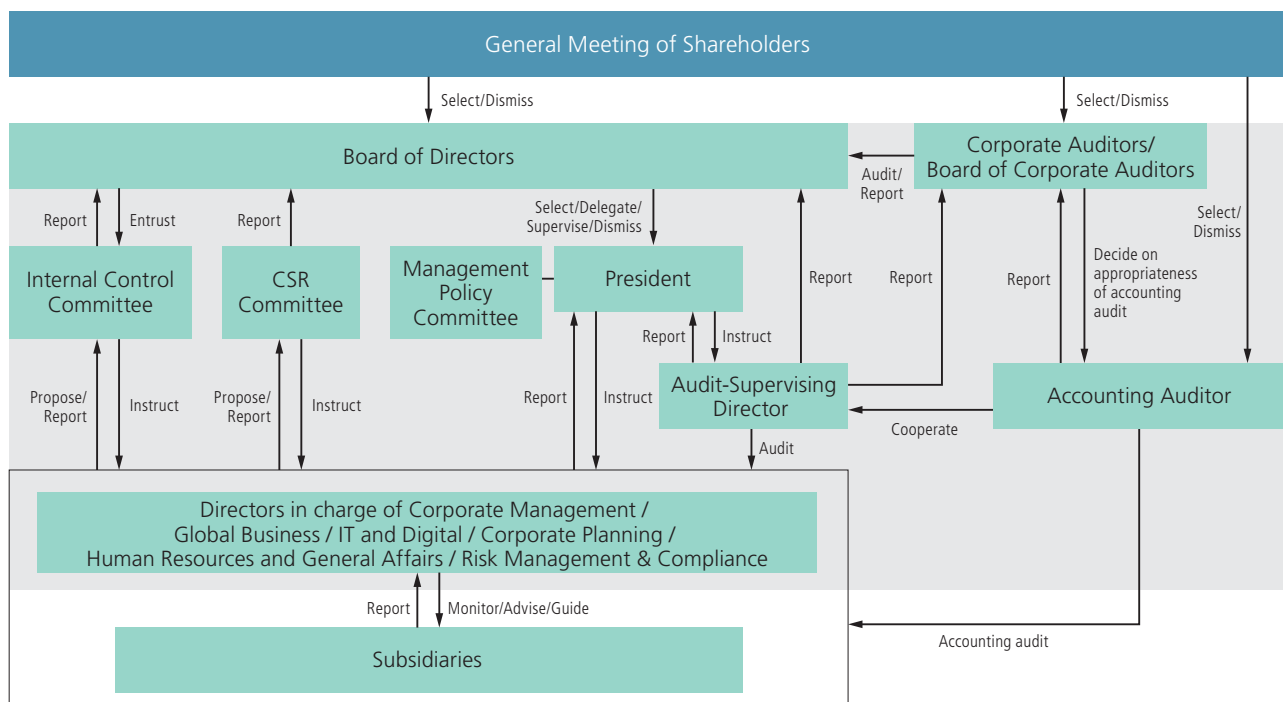 General Meeting of Shareholders
Select/Dismiss
Select/Dismiss
Board of Directors
Corporate Auditors/
Board of Corporate Auditors
Audit/
Report
Select/
Dismiss
Report
Entrust
Report
Select/Delegate/
Supervise/Dismiss
Report
Report
Report
Decide on
appropriateness
of accounting
audit
Internal Control
Committee
CSR
Committee
Management
Policy
Committee
President
Report
Instruct
Propose/
Report
Instruct
Propose/
Report
Instruct
Report
Instruct
Audit-Supervising
Director
Accounting Auditor
Cooperate
Audit
Directors in charge of Corporate Management /
Global Business / IT and Digital / Corporate Planning /
Human Resources and General Affairs / Risk Management & Compliance
Report
Monitor/Advise/Guide
Accounting audit
Subsidiaries